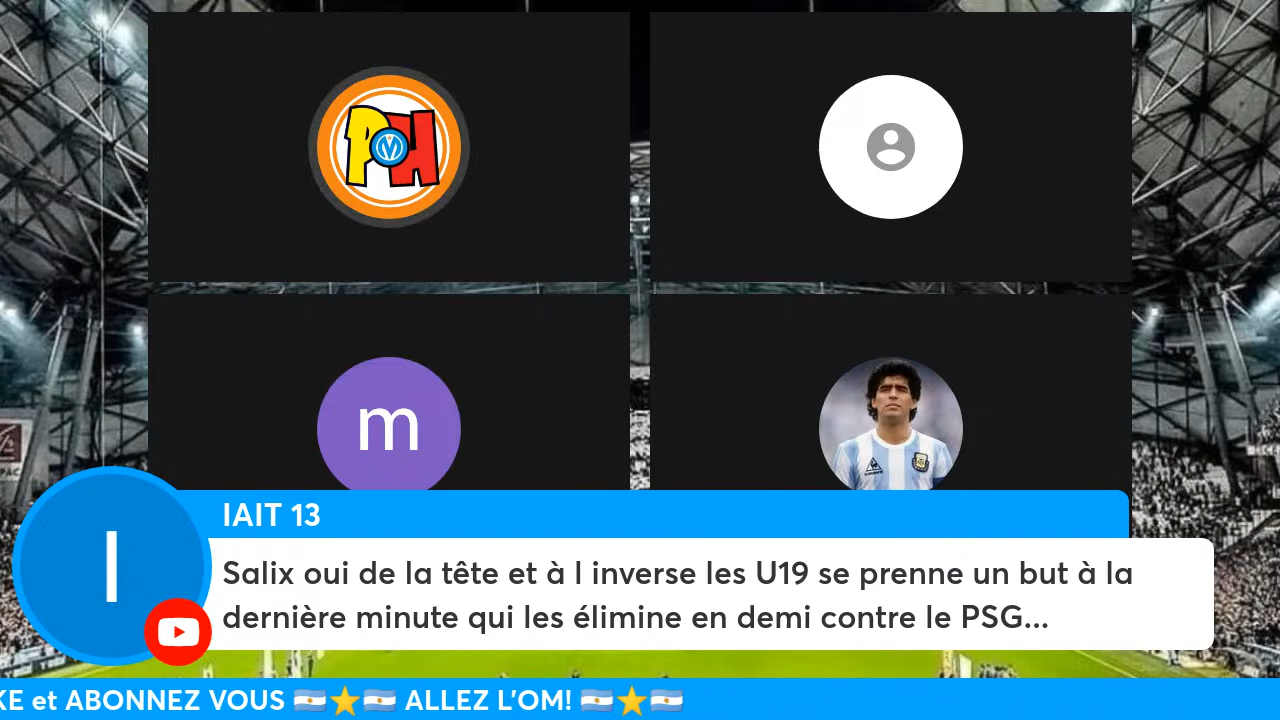 PH
m
I
IAIT 13
Salix oui de la tête et à l inverse les U19 se prenne un but à la
dernière minute qui les élimine en demi contre le PSG...
KE et ABONNEZ VOUS 🇦🇷⭐🇦🇷 ALLEZ L'OM! 🇦🇷⭐🇦🇷